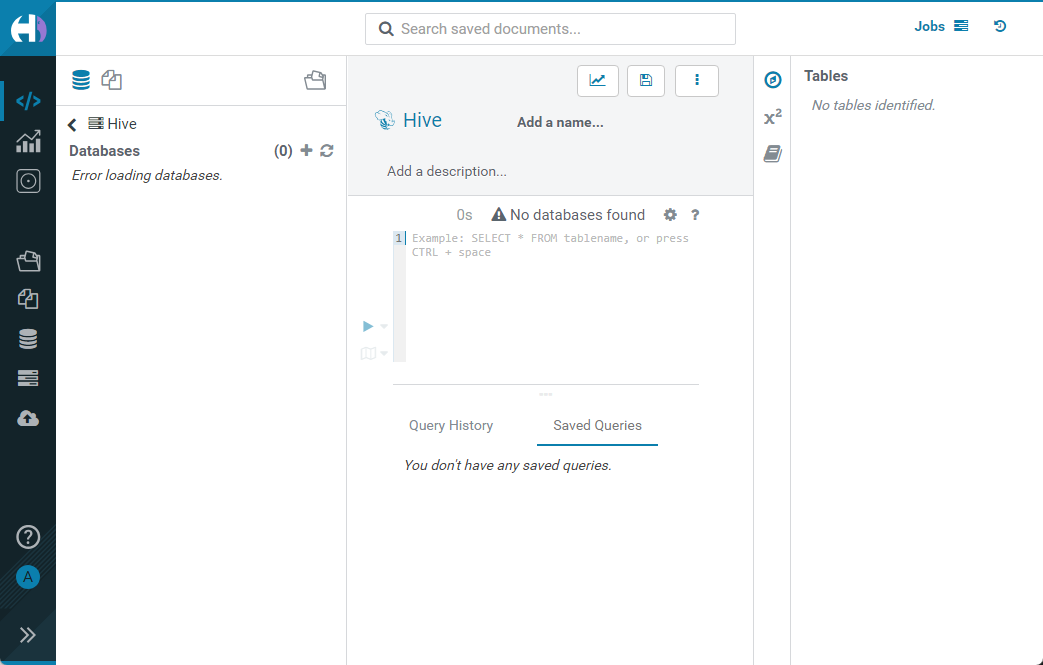 Search saved documents...
Jobs
Hive
Databases (0)
Error loading databases.
Hive
Add a name...
Add a description...
0s No databases found ?
1 Example: SELECT * FROM tablename, or press
CTRL + space
Query History Saved Queries
You don't have any saved queries.
x²
Tables
No tables identified.
?
A